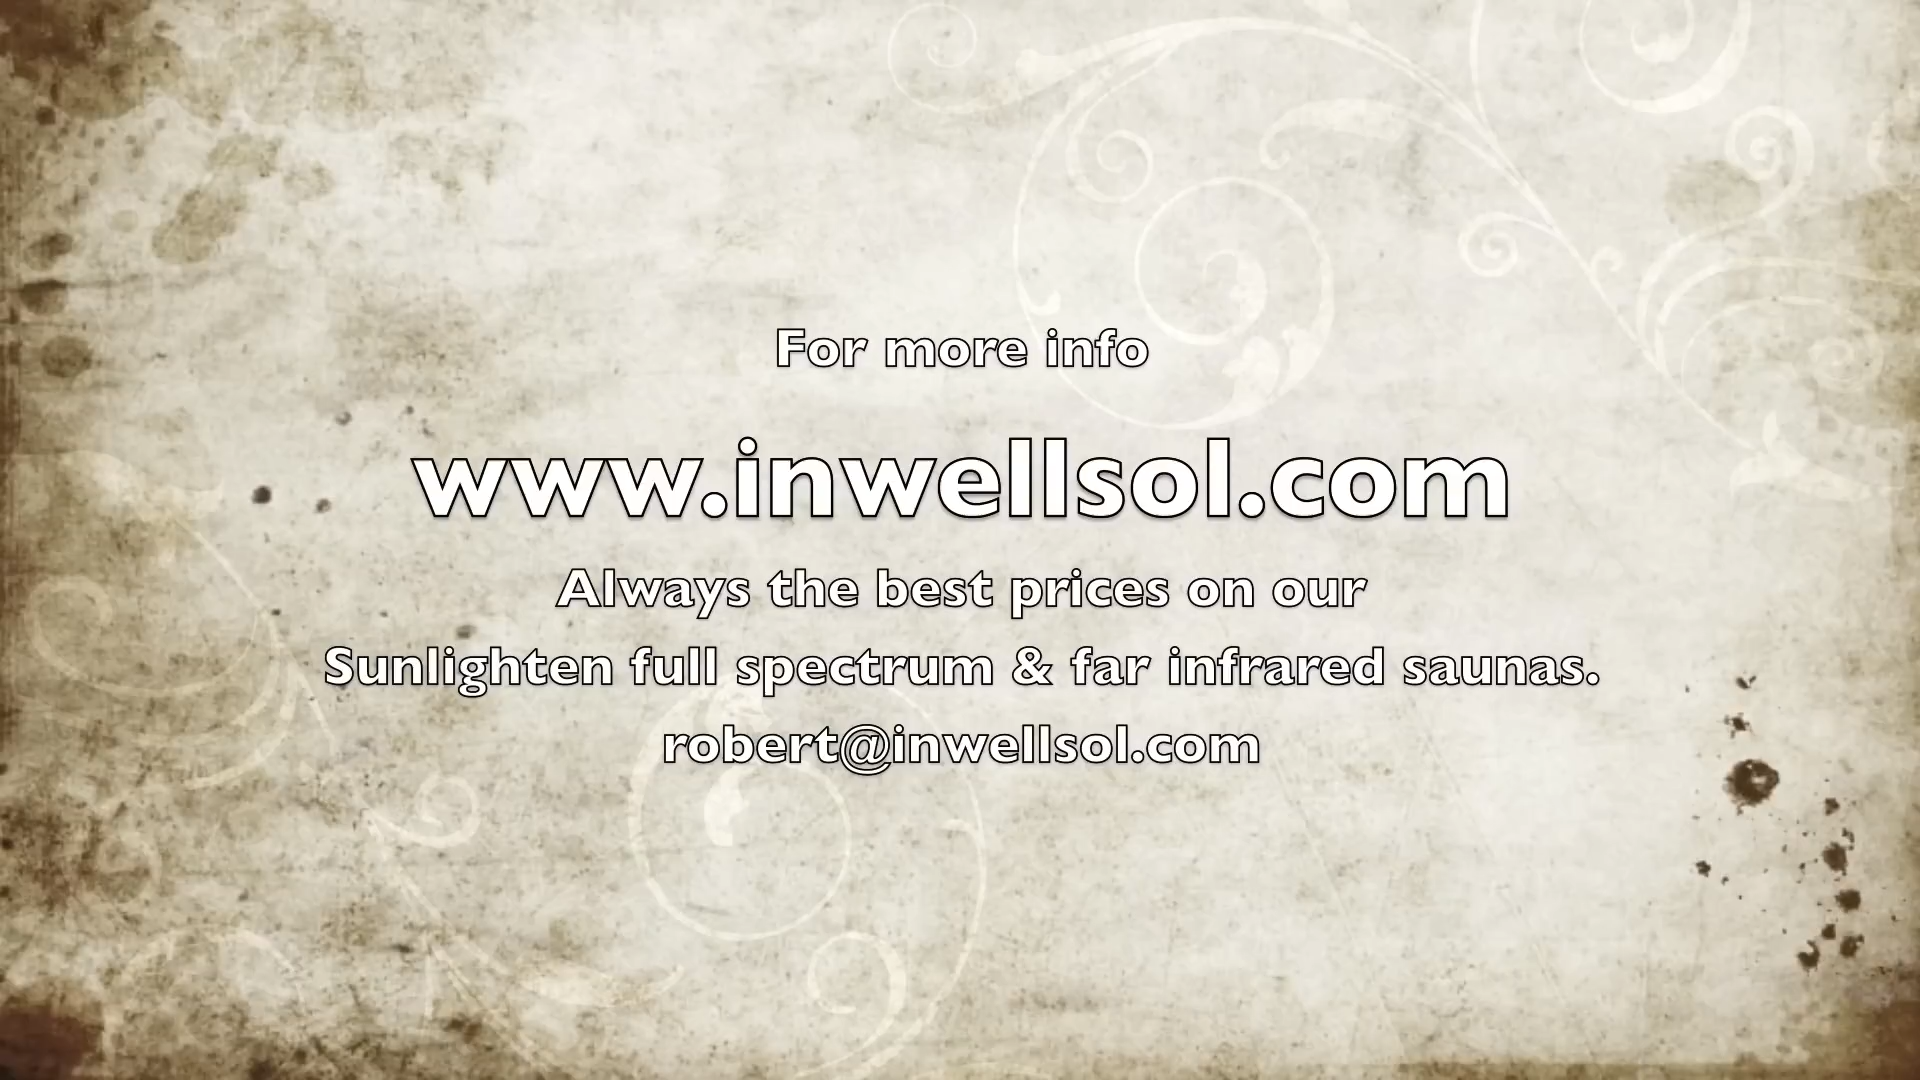 For more info
www.inwellsol.com
Always the best prices on our
Sunlighten full spectrum & far infrared saunas.
robert@inwellsol.com